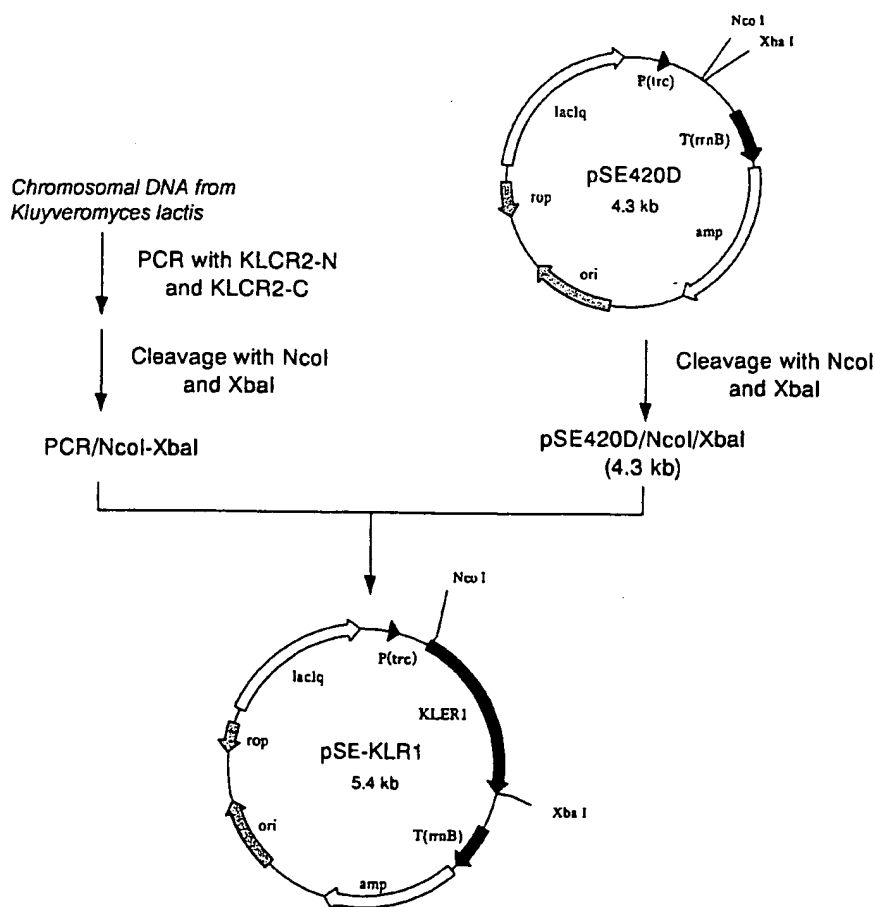 Nco I
Xba I
P(trc)
lacIq
T(rrnB)
pSE420D
4.3 kb
rop
amp
ori
Chromosomal DNA from
Kluyveromyces lactis
PCR with KLCR2-N
and KLCR2-C
Cleavage with NcoI
and XbaI
Cleavage with NcoI
and XbaI
PCR/NcoI-XbaI
pSE420D/NcoI/XbaI
(4.3 kb)
Nco I
P(trc)
lacIq
KLER1
rop
pSE-KLR1
5.4 kb
Xba I
T(rrnB)
ori
amp